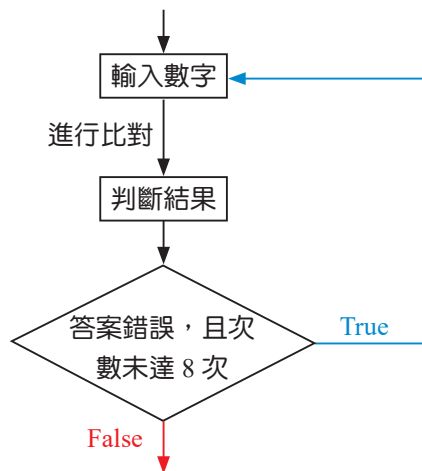 輸入數字
進行比對
判斷結果
答案錯誤，且次
數未達 8 次
True
False